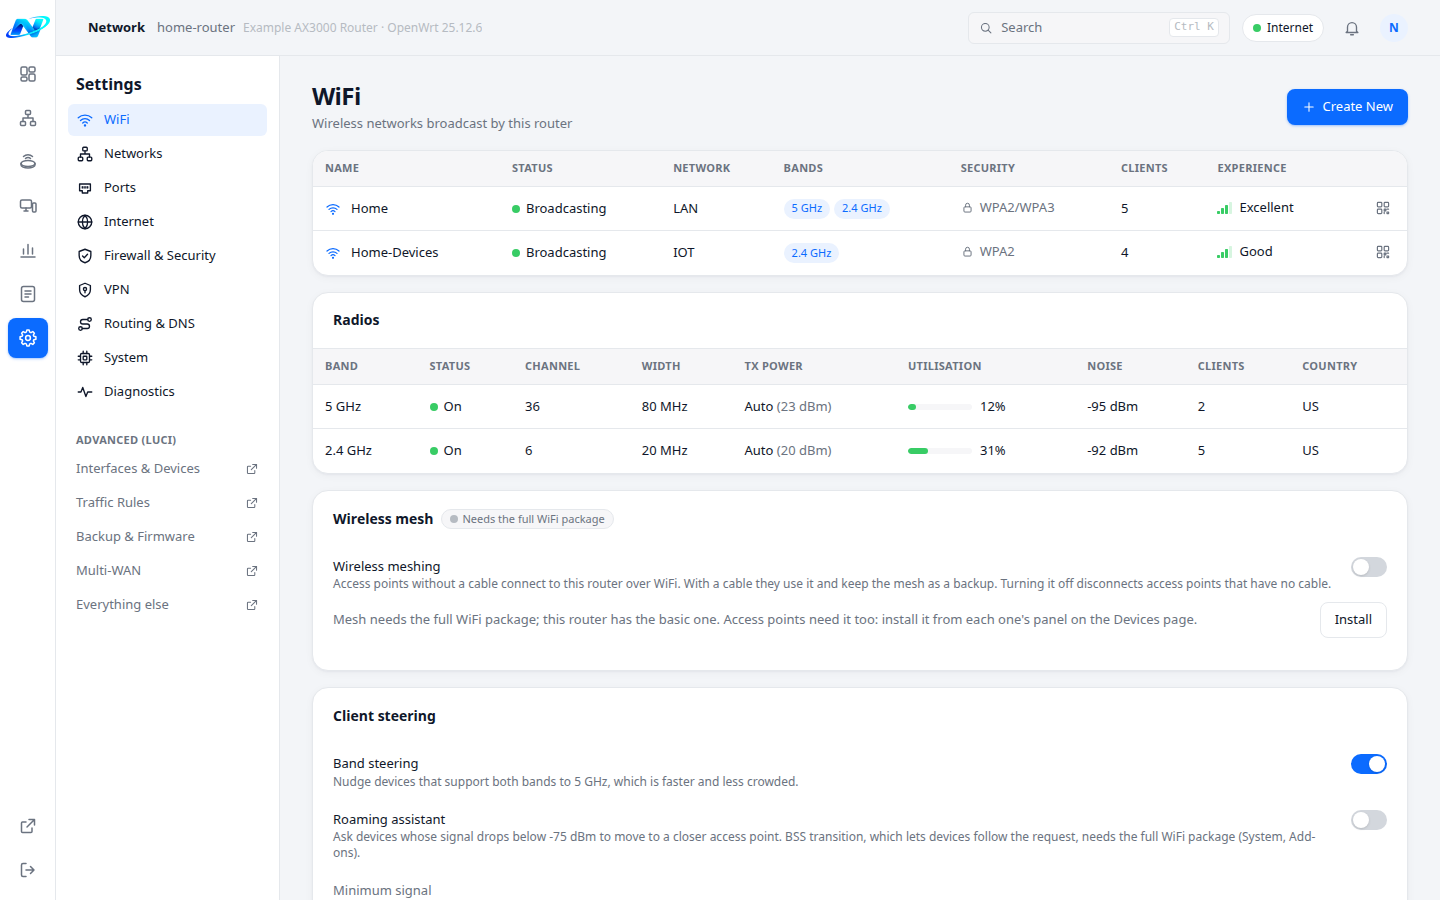 Network home-router Example AX3000 Router · OpenWrt 25.12.6
Search Ctrl K
Internet
N
Settings
WiFi
Networks
Ports
Internet
Firewall & Security
VPN
Routing & DNS
System
Diagnostics
ADVANCED (LUCI)
Interfaces & Devices
Traffic Rules
Backup & Firmware
Multi-WAN
Everything else
WiFi
Wireless networks broadcast by this router
Create New
NAME STATUS NETWORK BANDS SECURITY CLIENTS EXPERIENCE
Home Broadcasting LAN 5 GHz 2.4 GHz WPA2/WPA3 5 Excellent
Home-Devices Broadcasting IOT 2.4 GHz WPA2 4 Good
Radios
BAND STATUS CHANNEL WIDTH TX POWER UTILISATION NOISE CLIENTS COUNTRY
5 GHz On 36 80 MHz Auto (23 dBm) 12% -95 dBm 2 US
2.4 GHz On 6 20 MHz Auto (20 dBm) 31% -92 dBm 5 US
Wireless mesh Needs the full WiFi package
Wireless meshing
Access points without a cable connect to this router over WiFi. With a cable they use it and keep the mesh as a backup. Turning it off disconnects access points that have no cable.
Mesh needs the full WiFi package; this router has the basic one. Access points need it too: install it from each one's panel on the Devices page.
Install
Client steering
Band steering
Nudge devices that support both bands to 5 GHz, which is faster and less crowded.
Roaming assistant
Ask devices whose signal drops below -75 dBm to move to a closer access point. BSS transition, which lets devices follow the request, needs the full WiFi package (System, Add-
ons).
Minimum signal